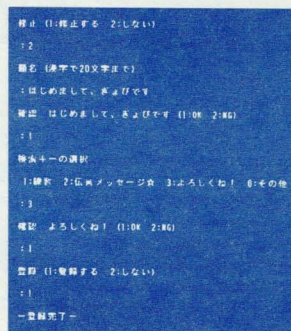 修正 (1:修正する 2:しない)
:2
題名 (漢字で20文字まで)
:はじめまして、ぎょぴです
確認 はじめまして、ぎょぴです (1:OK 2:NG)
:1
検索キーの選択
1:練習 2:伝言メッセージ☆ 3:よろしくね! 0:その他
:3
確認 よろしくね! (1:OK 2:NG)
:1
登録 (1:登録する 2:しない)
:1
ー登録完了ー